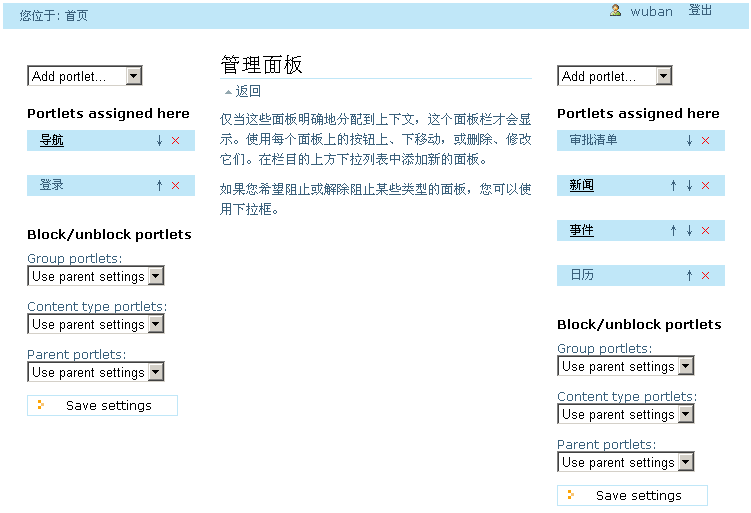 您位于: 首页
wuban 登出
Add portlet...
Portlets assigned here
导航 ↓ ×
登录 ↑ ×
Block/unblock portlets
Group portlets:
Use parent settings
Content type portlets:
Use parent settings
Parent portlets:
Use parent settings
Save settings
管理面板
返回
仅当这些面板明确地分配到上下文，这个面板栏才会显
示。使用每个面板上的按钮上、下移动，或删除、修改
它们。在栏目的上方下拉列表中添加新的面板。
如果您希望阻止或解除阻止某些类型的面板，您可以使
用下拉框。
Add portlet...
Portlets assigned here
审批清单 ↓ ×
新闻 ↑ ↓ ×
事件 ↑ ↓ ×
日历 ↑ ×
Block/unblock portlets
Group portlets:
Use parent settings
Content type portlets:
Use parent settings
Parent portlets:
Use parent settings
Save settings